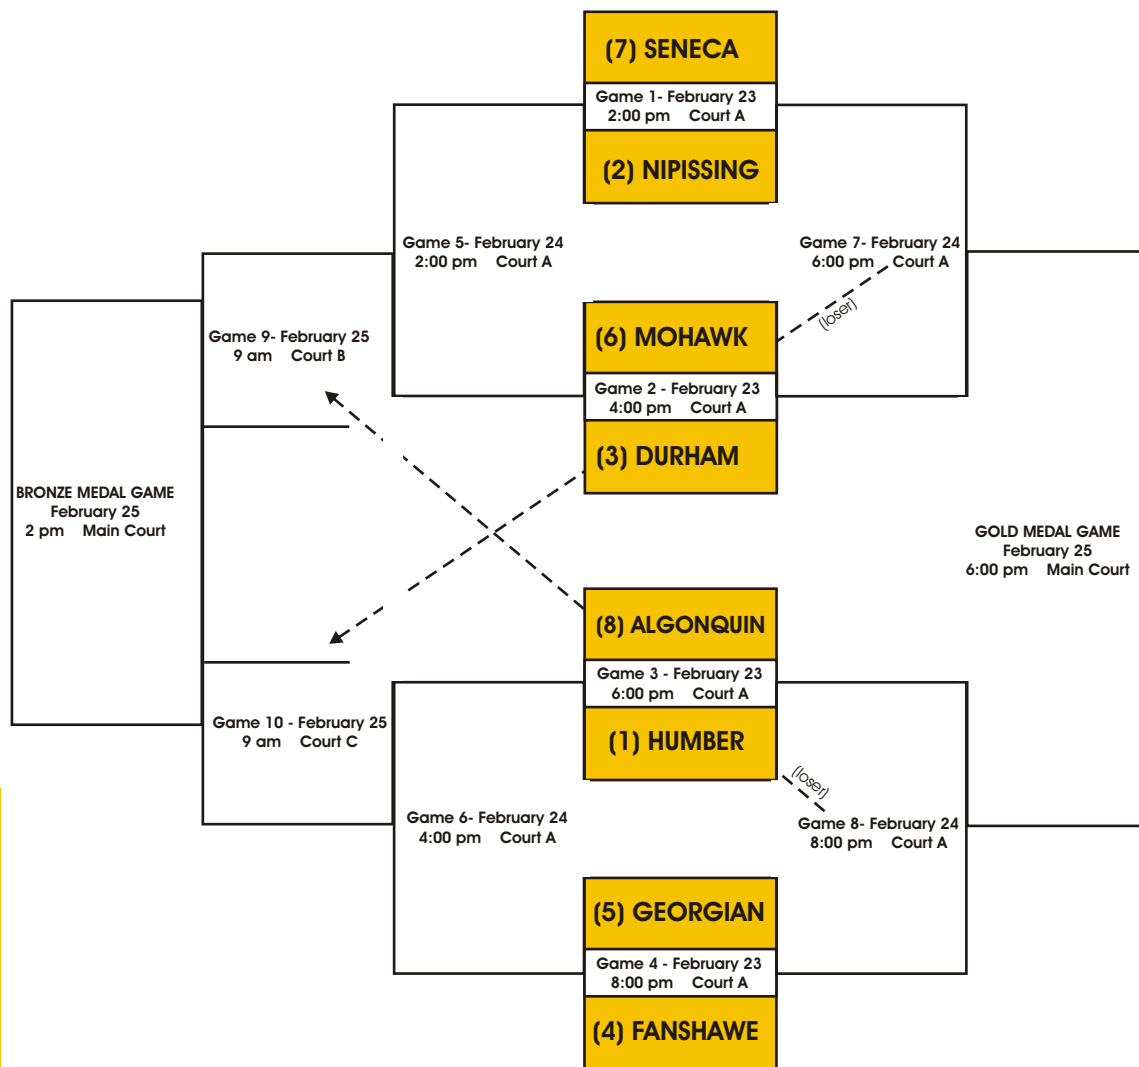 (7) SENECA
Game 1- February 23
2:00 pm Court A
(2) NIPISSING
Game 5- February 24
2:00 pm Court A
Game 7- February 24
6:00 pm Court A
(loser)
Game 9- February 25
9 am Court B
(6) MOHAWK
Game 2 - February 23
4:00 pm Court A
(3) DURHAM
BRONZE MEDAL GAME
February 25
2 pm Main Court
GOLD MEDAL GAME
February 25
6:00 pm Main Court
(8) ALGONQUIN
Game 3 - February 23
6:00 pm Court A
(1) HUMBER
Game 10 - February 25
9 am Court C
(loser)
Game 6- February 24
4:00 pm Court A
Game 8- February 24
8:00 pm Court A
(5) GEORGIAN
Game 4 - February 23
8:00 pm Court A
(4) FANSHAWE